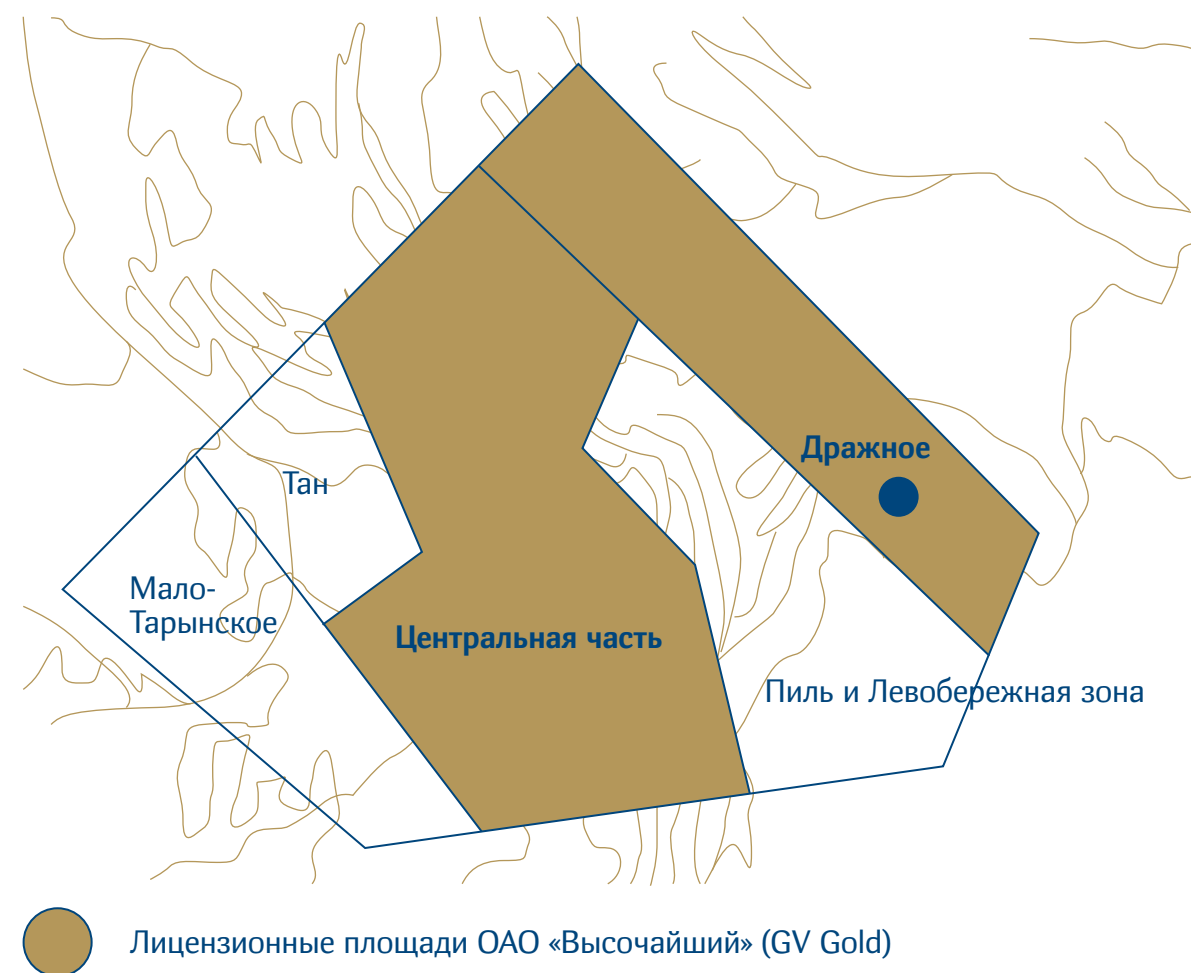 Дражное
Тан
Мало-
Тарынское
Центральная часть
Пиль и Левобережная зона
Лицензионные площади ОАО «Высочайший» (GV Gold)